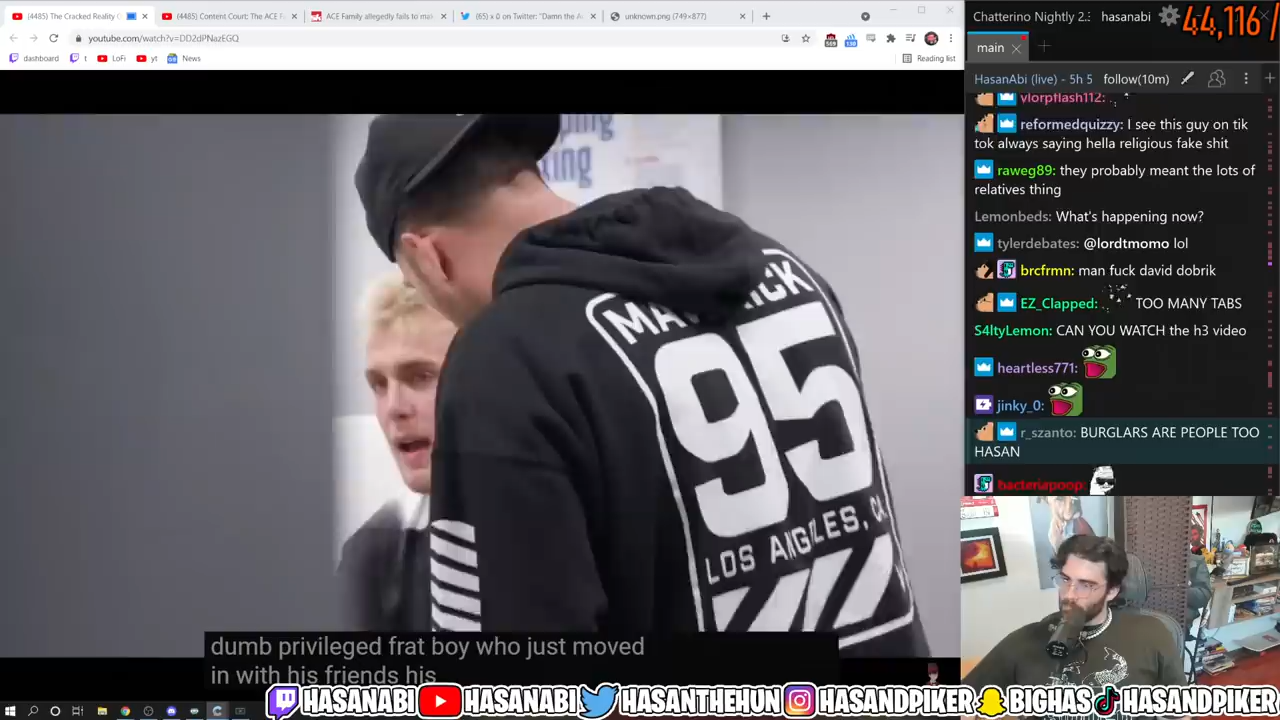 (4485) The Cracked Reality O
(4485) Content Court: The ACE F
ACE Family allegedly fails to mak
(65) x 0 on Twitter: "Damn the A
unknown.png (749×877)
youtube.com/watch?v=DD2dPNazEGQ
dashboard
t
LoFi
yt
News
Reading list
MAVERICK
95
LOS ANGELES, CA
dumb privileged frat boy who just moved
in with his friends his
Chatterino Nightly 2.
hasanabi
44,116 /
main
HasanAbi (live) - 5h 5
follow(10m)
ylorpflash112:
reformedquizzy: I see this guy on tik
tok always saying hella religious fake shit
raweg89: they probably meant the lots of
relatives thing
Lemonbeds: What's happening now?
tylerdebates: @lordtmomo lol
brcfrmn: man fuck david dobrik
EZ_Clapped: TOO MANY TABS
S4ltyLemon: CAN YOU WATCH the h3 video
heartless771:
jinky_0:
r_szanto: BURGLARS ARE PEOPLE TOO
HASAN
bacteriapoop:
HASANABI
HASANABI
HASANTHEHUN
HASANDPIKER
BIGHAS
HASANDPIKER